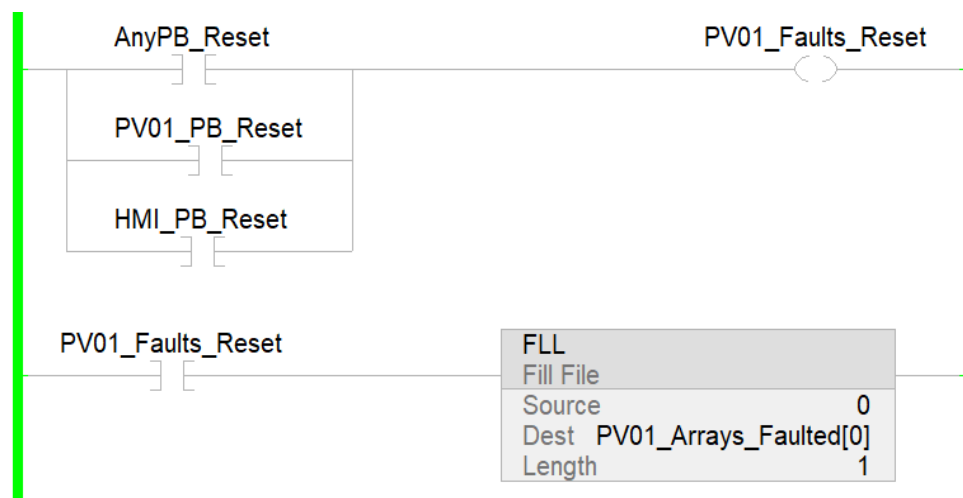 AnyPB_Reset
PV01_Faults_Reset
PV01_PB_Reset
HMI_PB_Reset
PV01_Faults_Reset
FLL
Fill File
Source 0
Dest PV01_Arrays_Faulted[0]
Length 1